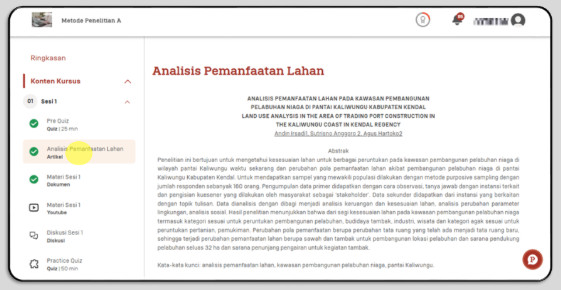 Metode Penelitian A
Ringkasan
Konten Kursus
01 Sesi 1
Pre Quiz
Quiz | 25 min
Analisis Pemanfaatan Lahan
Artikel
Materi Sesi 1
Dokumen
Materi Sesi 1
Youtube
Diskusi Sesi 1
Diskusi
Practice Quiz
Quiz | 50 min
Analisis Pemanfaatan Lahan
ANALISIS PEMANFAATAN LAHAN PADA KAWASAN PEMBANGUNAN
PELABUHAN NIAGA DI PANTAI KALIWUNGU KABUPATEN KENDAL
LAND USE ANALYSIS IN THE AREA OF TRADING PORT CONSTRUCTION IN
THE KALIWUNGU COAST IN KENDAL REGENCY
Andin Irsadi1, Sutrisno Anggoro 2, Agus Hartoko2
Abstrak
Penelitian ini bertujuan untuk mengetahui kesesuaian lahan untuk berbagai peruntukan pada kawasan pembangunan pelabuhan niaga di
wilayah pantai Kaliwungu waktu sekarang dan perubahan pola pemanfaatan lahan akibat pembangunan pelabuhan niaga di pantai
Kaliwungu Kabupaten Kendal. Untuk mendapatkan sampel yang mewakili populasi dilakukan dengan metode purposive sampling dengan
jumlah responden sebanyak 160 orang. Pengumpulan data primer didapatkan dengan cara observasi, tanya jawab dengan instansi terkait
dan pengisian kuesioner yang dilakukan oleh masyarakat sebagai 'stakeholder'. Data sekunder didapatkan dari instansi yang berkaitan
dengan topik tulisan. Data dianalisis dengan dibagi menjadi analisis keruangan dan kesesuaian lahan, analisis perubahan parameter
lingkungan, analisis sosial. Hasil penelitian menunjukkan bahwa dari segi kesesuaian lahan pada kawasan pembangunan pelabuhan niaga
termasuk kategori sesuai untuk peruntukan pembangunan pelabuhan, budidaya tambak, industri, wisata dan kategori agak sesuai untuk
peruntukan pertanian, pemukiman. Perubahan pola pemanfaatan berupa perubahan tata ruang yang telah ada menjadi tata ruang baru,
sehingga terjadi perubahan pemanfaatan lahan berupa sawah dan tambak untuk pembangunan lokasi pelabuhan dan sarana pendukung
pelabuhan seluas 32 ha dan sarana penunjang pengairan untuk kegiatan tambak.
Kata-kata kunci: analisis pemanfaatan lahan, kawasan pembangunan pelabuhan niaga, pantai Kaliwungu.